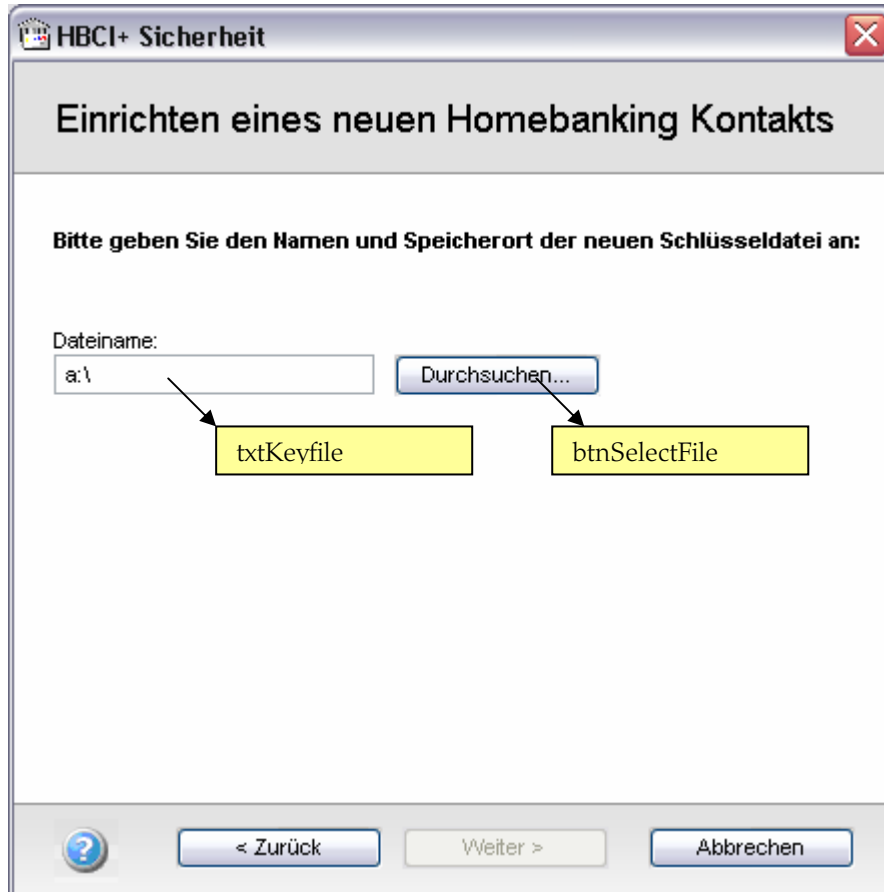 HBCI+ Sicherheit
Einrichten eines neuen Homebanking Kontakts
Bitte geben Sie den Namen und Speicherort der neuen Schlüsseldatei an:
Dateiname:
a:\
Durchsuchen...
txtKeyfile
btnSelectFile
< Zurück
Weiter >
Abbrechen